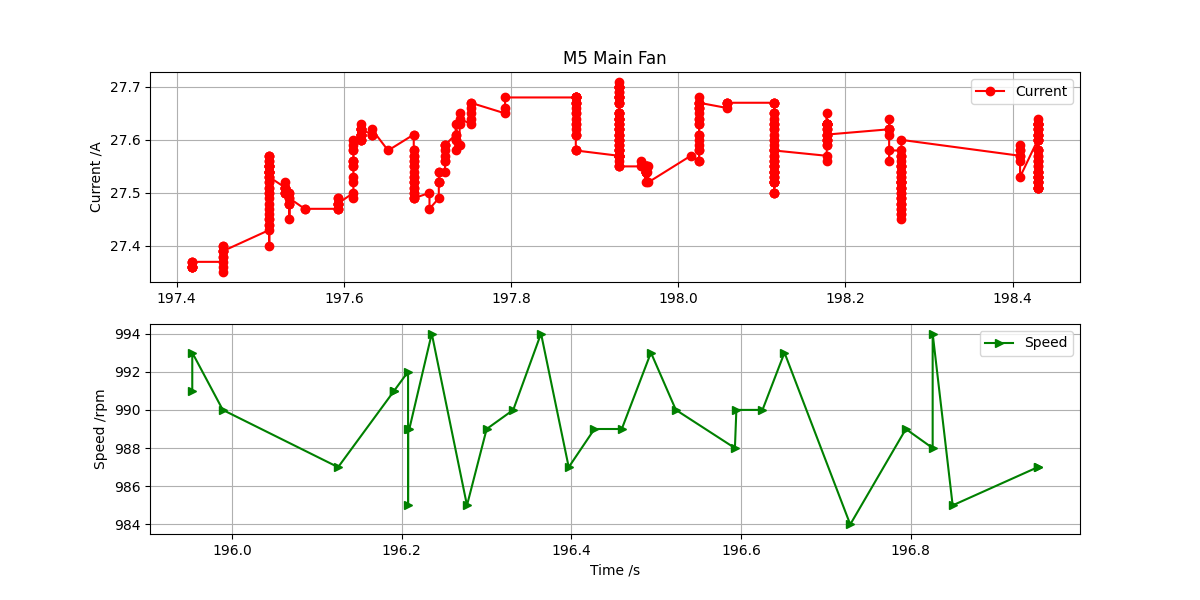 M5 Main Fan
27.7
27.6
27.5
27.4
Current /A
Current
197.4 197.6 197.8 198.0 198.2 198.4
994
992
990
988
986
984
Speed /rpm
Speed
196.0 196.2 196.4 196.6 196.8
Time /s